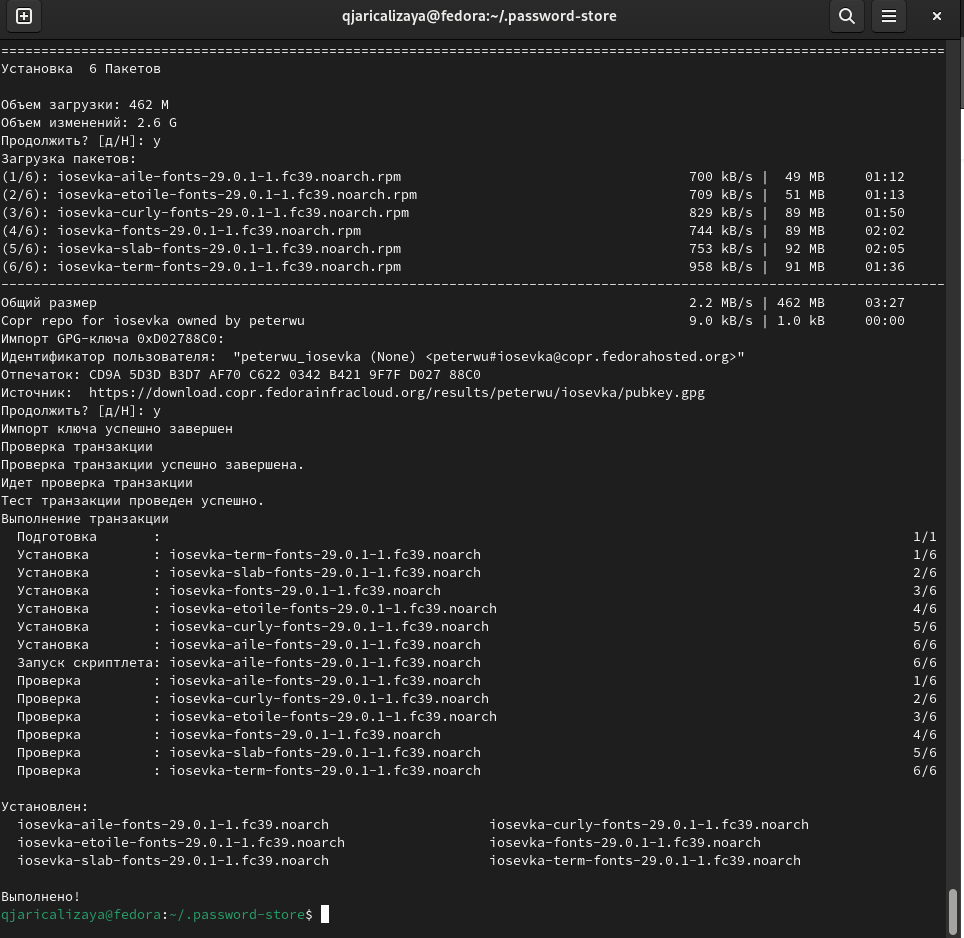 qjaricalizaya@fedora:~/.password-store
================================================================================
Установка  6 Пакетов
Объем загрузки: 462 M
Объем изменений: 2.6 G
Продолжить? [д/Н]: y
Загрузка пакетов:
(1/6): iosevka-aile-fonts-29.0.1-1.fc39.noarch.rpm 700 kB/s |  49 MB     01:12
(2/6): iosevka-etoile-fonts-29.0.1-1.fc39.noarch.rpm 709 kB/s |  51 MB     01:13
(3/6): iosevka-curly-fonts-29.0.1-1.fc39.noarch.rpm 829 kB/s |  89 MB     01:50
(4/6): iosevka-fonts-29.0.1-1.fc39.noarch.rpm 744 kB/s |  89 MB     02:02
(5/6): iosevka-slab-fonts-29.0.1-1.fc39.noarch.rpm 753 kB/s |  92 MB     02:05
(6/6): iosevka-term-fonts-29.0.1-1.fc39.noarch.rpm 958 kB/s |  91 MB     01:36
--------------------------------------------------------------------------------
Общий размер 2.2 MB/s | 462 MB     03:27
Copr repo for iosevka owned by peterwu 9.0 kB/s | 1.0 kB     00:00
Импорт GPG-ключа 0xD02788C0:
Идентификатор пользователя:  "peterwu_iosevka (None) <peterwu#iosevka@copr.fedorahosted.org>"
Отпечаток: CD9A 5D3D B3D7 AF70 C622 0342 B421 9F7F D027 88C0
Источник:  https://download.copr.fedorainfracloud.org/results/peterwu/iosevka/pubkey.gpg
Продолжить? [д/Н]: y
Импорт ключа успешно завершен
Проверка транзакции
Проверка транзакции успешно завершена.
Идет проверка транзакции
Тест транзакции проведен успешно.
Выполнение транзакции
Подготовка       : 1/1
Установка        : iosevka-term-fonts-29.0.1-1.fc39.noarch 1/6
Установка        : iosevka-slab-fonts-29.0.1-1.fc39.noarch 2/6
Установка        : iosevka-fonts-29.0.1-1.fc39.noarch 3/6
Установка        : iosevka-etoile-fonts-29.0.1-1.fc39.noarch 4/6
Установка        : iosevka-curly-fonts-29.0.1-1.fc39.noarch 5/6
Установка        : iosevka-aile-fonts-29.0.1-1.fc39.noarch 6/6
Запуск скриптлета: iosevka-aile-fonts-29.0.1-1.fc39.noarch 6/6
Проверка         : iosevka-aile-fonts-29.0.1-1.fc39.noarch 1/6
Проверка         : iosevka-curly-fonts-29.0.1-1.fc39.noarch 2/6
Проверка         : iosevka-etoile-fonts-29.0.1-1.fc39.noarch 3/6
Проверка         : iosevka-fonts-29.0.1-1.fc39.noarch 4/6
Проверка         : iosevka-slab-fonts-29.0.1-1.fc39.noarch 5/6
Проверка         : iosevka-term-fonts-29.0.1-1.fc39.noarch 6/6
Установлен:
iosevka-aile-fonts-29.0.1-1.fc39.noarch iosevka-curly-fonts-29.0.1-1.fc39.noarch
iosevka-etoile-fonts-29.0.1-1.fc39.noarch iosevka-fonts-29.0.1-1.fc39.noarch
iosevka-slab-fonts-29.0.1-1.fc39.noarch iosevka-term-fonts-29.0.1-1.fc39.noarch
Выполнено!
qjaricalizaya@fedora:~/.password-store$